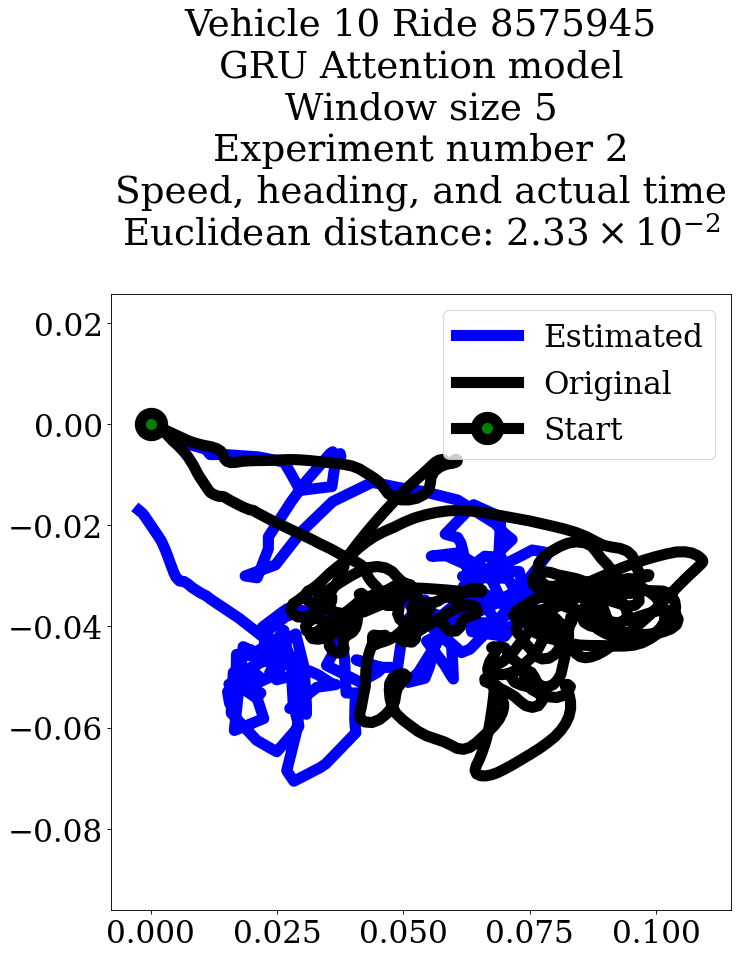 Vehicle 10 Ride 8575945
GRU Attention model
Window size 5
Experiment number 2
Speed, heading, and actual time
Euclidean distance: 2.33 × 10⁻²
Estimated
Original
Start
0.02
0.00
−0.02
−0.04
−0.06
−0.08
0.000 0.025 0.050 0.075 0.100